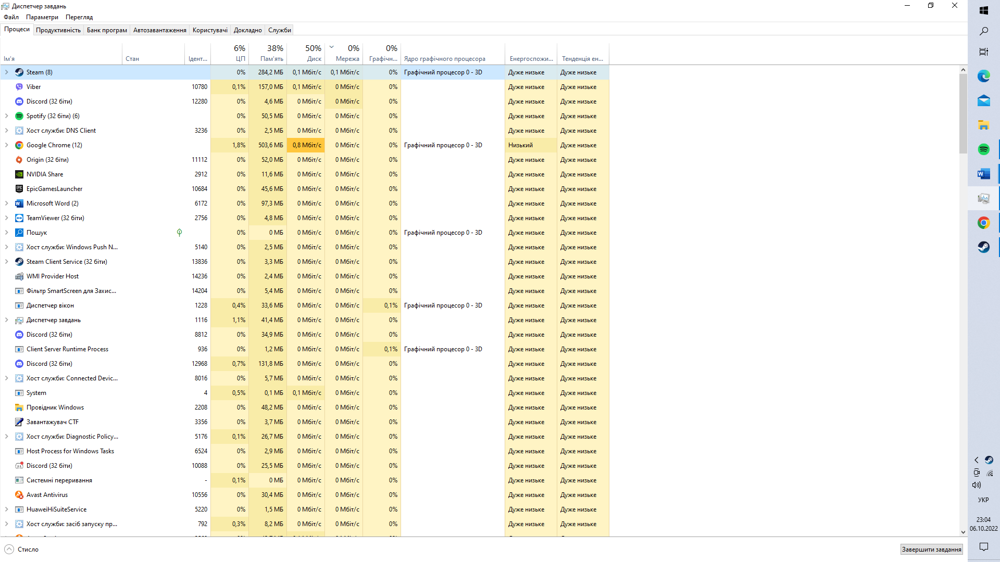 Диспетчер завдань
Файл Параметри Перегляд
Процеси Продуктивність Банк програм Автозавантаження Користувачі Докладно Служби
6% 38% 50% 0% 0%
Ім'я Стан Ідент... ЦП Пам'ять Диск Мережа Графічн... Ядро графічного процесора Енергоспожи... Тенденція ен...
Steam (8) 0% 284,2 МБ 0,1 Мбіт/с 0,1 Мбіт/с 0% Графічний процесор 0 - 3D Дуже низьке Дуже низьке
Viber 10780 0,1% 157,0 МБ 0,1 Мбіт/с 0 Мбіт/с 0% Дуже низьке Дуже низьке
Discord (32 біти) 12280 0% 4,6 МБ 0 Мбіт/с 0 Мбіт/с 0% Дуже низьке Дуже низьке
Spotify (32 біти) (6) 0% 50,5 МБ 0 Мбіт/с 0 Мбіт/с 0% Дуже низьке Дуже низьке
Хост служби: DNS Client 3236 0% 2,5 МБ 0 Мбіт/с 0 Мбіт/с 0% Дуже низьке Дуже низьке
Google Chrome (12) 1,8% 503,6 МБ 0,8 Мбіт/с 0 Мбіт/с 0% Графічний процесор 0 - 3D Низький Дуже низьке
Origin (32 біти) 11112 0% 52,0 МБ 0 Мбіт/с 0 Мбіт/с 0% Дуже низьке Дуже низьке
NVIDIA Share 2912 0% 11,6 МБ 0 Мбіт/с 0 Мбіт/с 0% Дуже низьке Дуже низьке
EpicGamesLauncher 10684 0% 45,6 МБ 0 Мбіт/с 0 Мбіт/с 0% Дуже низьке Дуже низьке
Microsoft Word (2) 6172 0% 97,3 МБ 0 Мбіт/с 0 Мбіт/с 0% Дуже низьке Дуже низьке
TeamViewer (32 біти) 2756 0% 4,8 МБ 0 Мбіт/с 0 Мбіт/с 0% Дуже низьке Дуже низьке
Пошук 0% 0 МБ 0 Мбіт/с 0 Мбіт/с 0% Графічний процесор 0 - 3D Дуже низьке Дуже низьке
Хост служби: Windows Push N... 5140 0% 2,5 МБ 0 Мбіт/с 0 Мбіт/с 0% Дуже низьке Дуже низьке
Steam Client Service (32 біти) 13836 0% 3,3 МБ 0 Мбіт/с 0 Мбіт/с 0% Дуже низьке Дуже низьке
WMI Provider Host 14236 0% 2,4 МБ 0 Мбіт/с 0 Мбіт/с 0% Дуже низьке Дуже низьке
Фільтр SmartScreen для Захис... 14204 0% 5,4 МБ 0 Мбіт/с 0 Мбіт/с 0% Дуже низьке Дуже низьке
Диспетчер вікон 1228 0,4% 33,6 МБ 0 Мбіт/с 0 Мбіт/с 0,1% Графічний процесор 0 - 3D Дуже низьке Дуже низьке
Диспетчер завдань 1116 1,1% 41,4 МБ 0 Мбіт/с 0 Мбіт/с 0% Дуже низьке Дуже низьке
Discord (32 біти) 8812 0% 34,9 МБ 0 Мбіт/с 0 Мбіт/с 0% Дуже низьке Дуже низьке
Client Server Runtime Process 936 0% 1,2 МБ 0 Мбіт/с 0 Мбіт/с 0,1% Графічний процесор 0 - 3D Дуже низьке Дуже низьке
Discord (32 біти) 12968 0,7% 131,8 МБ 0 Мбіт/с 0 Мбіт/с 0% Дуже низьке Дуже низьке
Хост служби: Connected Devic... 8016 0% 5,7 МБ 0 Мбіт/с 0 Мбіт/с 0% Дуже низьке Дуже низьке
System 4 0,5% 0,1 МБ 0,1 Мбіт/с 0 Мбіт/с 0% Дуже низьке Дуже низьке
Провідник Windows 2208 0% 48,2 МБ 0 Мбіт/с 0 Мбіт/с 0% Дуже низьке Дуже низьке
Завантажувач CTF 3356 0% 3,7 МБ 0 Мбіт/с 0 Мбіт/с 0% Дуже низьке Дуже низьке
Хост служби: Diagnostic Policy... 5176 0,1% 26,7 МБ 0 Мбіт/с 0 Мбіт/с 0% Дуже низьке Дуже низьке
Host Process for Windows Tasks 6524 0% 2,9 МБ 0 Мбіт/с 0 Мбіт/с 0% Дуже низьке Дуже низьке
Discord (32 біти) 10088 0% 25,5 МБ 0 Мбіт/с 0 Мбіт/с 0% Дуже низьке Дуже низьке
Системні переривання - 0,1% 0 МБ 0 Мбіт/с 0 Мбіт/с 0% Дуже низьке Дуже низьке
Avast Antivirus 10556 0% 30,4 МБ 0 Мбіт/с 0 Мбіт/с 0% Дуже низьке Дуже низьке
HuaweiHiSuiteService 5220 0% 1,5 МБ 0 Мбіт/с 0 Мбіт/с 0% Дуже низьке Дуже низьке
Хост служби: засіб запуску пр... 792 0,3% 8,2 МБ 0 Мбіт/с 0 Мбіт/с 0% Дуже низьке Дуже низьке
Стисло
Завершити завдання
УКР
23:04
06.10.2022